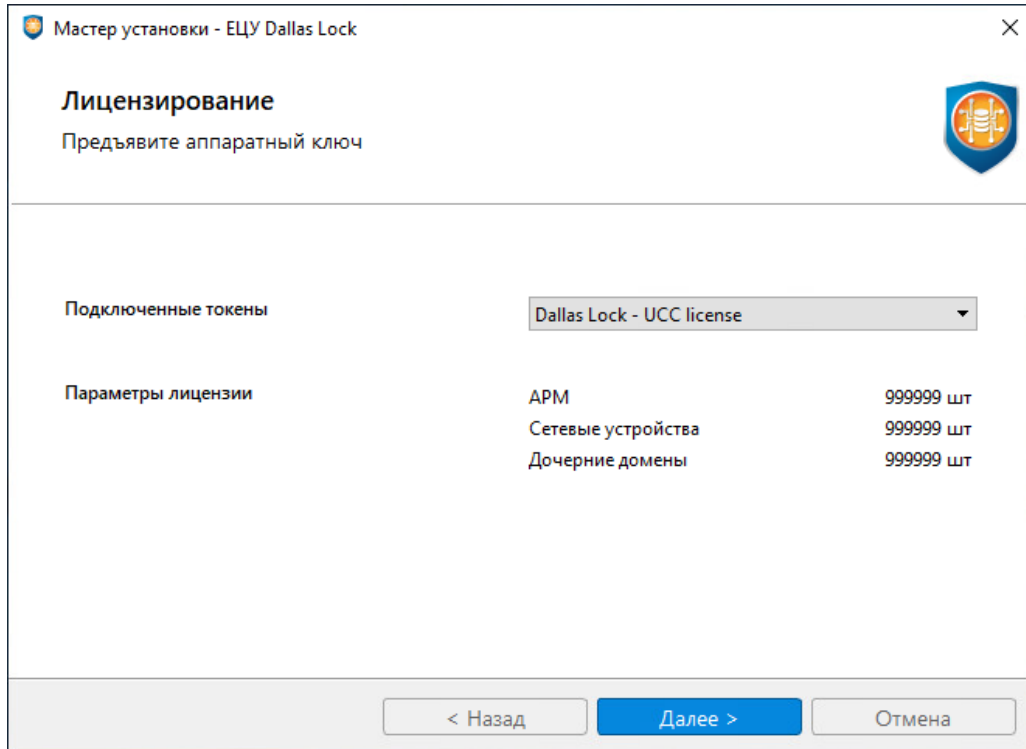 Мастер установки - ЕЦУ Dallas Lock
Лицензирование
Предъявите аппаратный ключ
Подключенные токены
Dallas Lock - UCC license
Параметры лицензии
АРМ 999999 шт
Сетевые устройства 999999 шт
Дочерние домены 999999 шт
< Назад
Далее >
Отмена